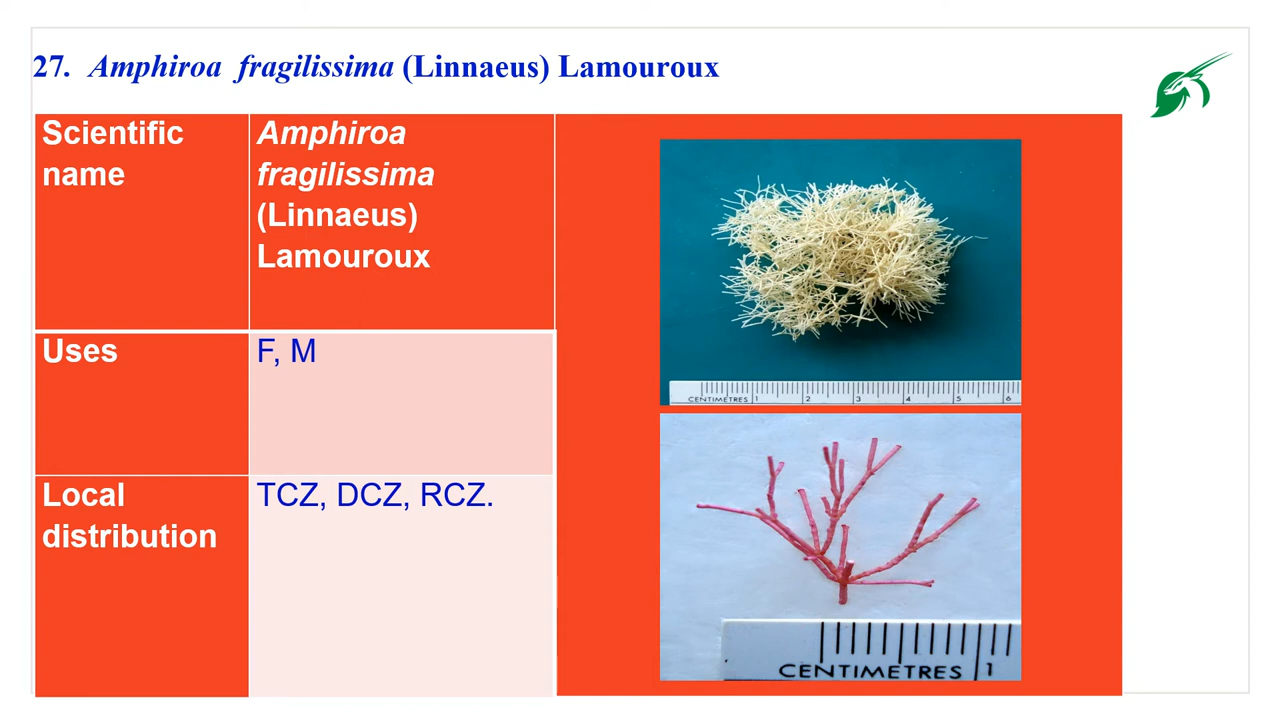 27. Amphiroa fragilissima (Linnaeus) Lamouroux
Scientific
name
Amphiroa
fragilissima
(Linnaeus)
Lamouroux
Uses
F, M
Local
distribution
TCZ, DCZ, RCZ.
CENTIMETRES 1 2 3 4 5 6
CENTIMETRES 1